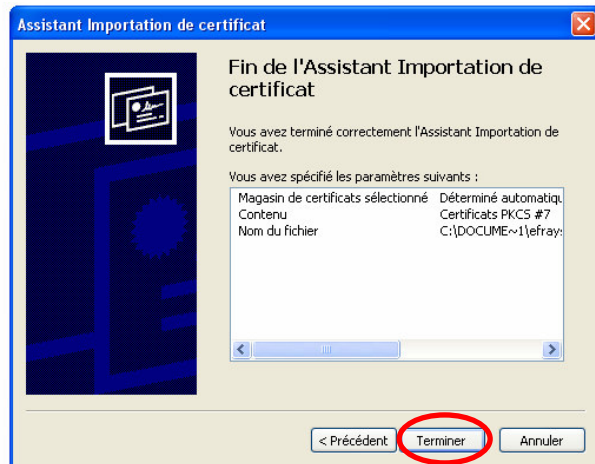 Assistant Importation de certificat
Fin de l'Assistant Importation de
certificat
Vous avez terminé correctement l'Assistant Importation de
certificat.
Vous avez spécifié les paramètres suivants :
Magasin de certificats sélectionné Déterminé automatiqu
Contenu Certificats PKCS #7
Nom du fichier C:\DOCUME~1\efrays
< Précédent Terminer Annuler